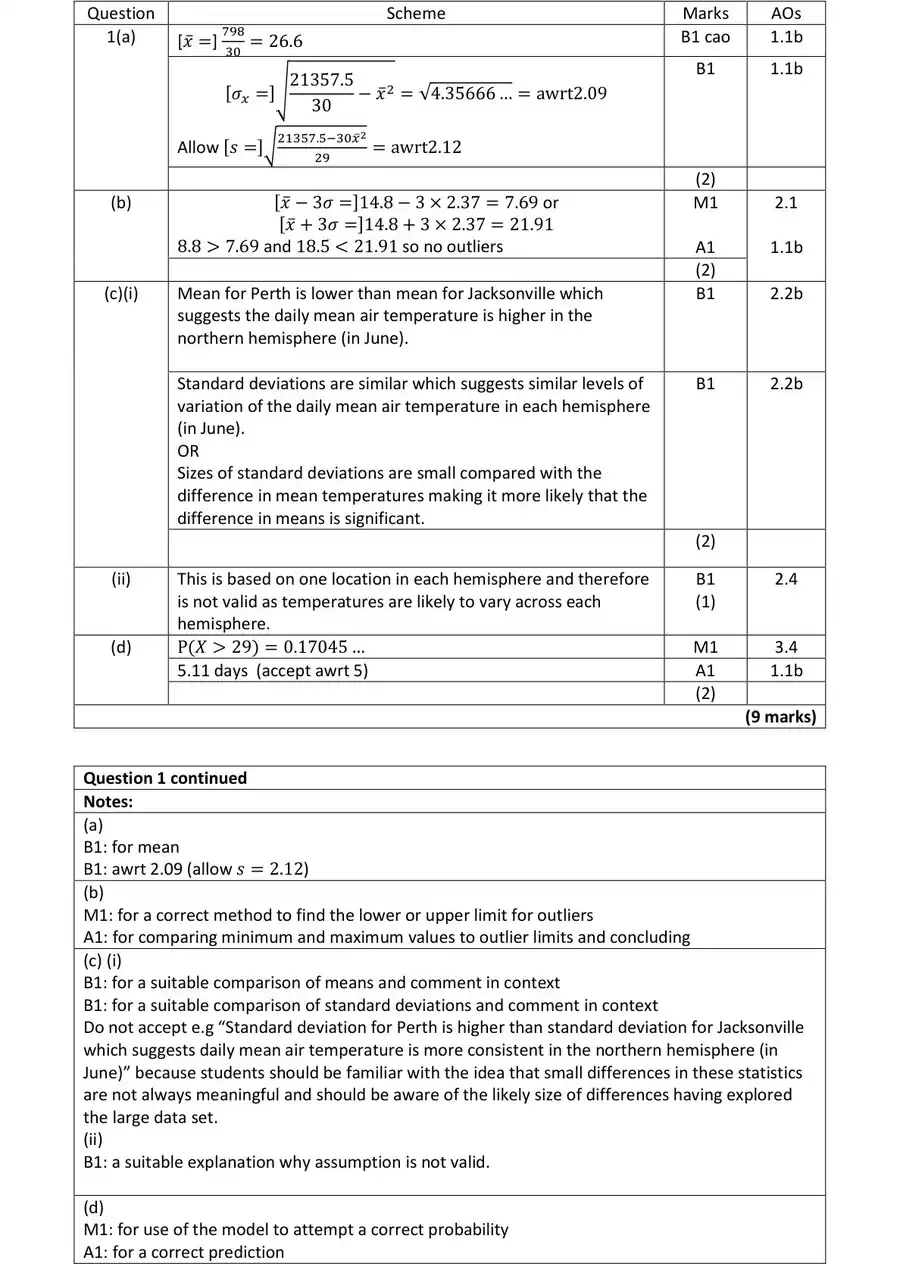 Question Scheme Marks AOs
1(a) [x̄ =] 798/30 = 26.6 B1 cao 1.1b
[σₓ =] √(21357.5/30 − x̄²) = √4.35666 … = awrt2.09 B1 1.1b
Allow [s =] √((21357.5−30x̄²)/29) = awrt2.12
(2)
(b) [x̄ − 3σ =]14.8 − 3 × 2.37 = 7.69 or M1 2.1
[x̄ + 3σ =]14.8 + 3 × 2.37 = 21.91
8.8 > 7.69 and 18.5 < 21.91 so no outliers A1 1.1b
(2)
(c)(i) Mean for Perth is lower than mean for Jacksonville which B1 2.2b
suggests the daily mean air temperature is higher in the
northern hemisphere (in June).
Standard deviations are similar which suggests similar levels of B1 2.2b
variation of the daily mean air temperature in each hemisphere
(in June).
OR
Sizes of standard deviations are small compared with the
difference in mean temperatures making it more likely that the
difference in means is significant.
(2)
(ii) This is based on one location in each hemisphere and therefore B1 2.4
is not valid as temperatures are likely to vary across each (1)
hemisphere.
(d) P(X > 29) = 0.17045 … M1 3.4
5.11 days (accept awrt 5) A1 1.1b
(2)
(9 marks)
Question 1 continued
Notes:
(a)
B1: for mean
B1: awrt 2.09 (allow s = 2.12)
(b)
M1: for a correct method to find the lower or upper limit for outliers
A1: for comparing minimum and maximum values to outlier limits and concluding
(c) (i)
B1: for a suitable comparison of means and comment in context
B1: for a suitable comparison of standard deviations and comment in context
Do not accept e.g “Standard deviation for Perth is higher than standard deviation for Jacksonville
which suggests daily mean air temperature is more consistent in the northern hemisphere (in
June)” because students should be familiar with the idea that small differences in these statistics
are not always meaningful and should be aware of the likely size of differences having explored
the large data set.
(ii)
B1: a suitable explanation why assumption is not valid.
(d)
M1: for use of the model to attempt a correct probability
A1: for a correct prediction